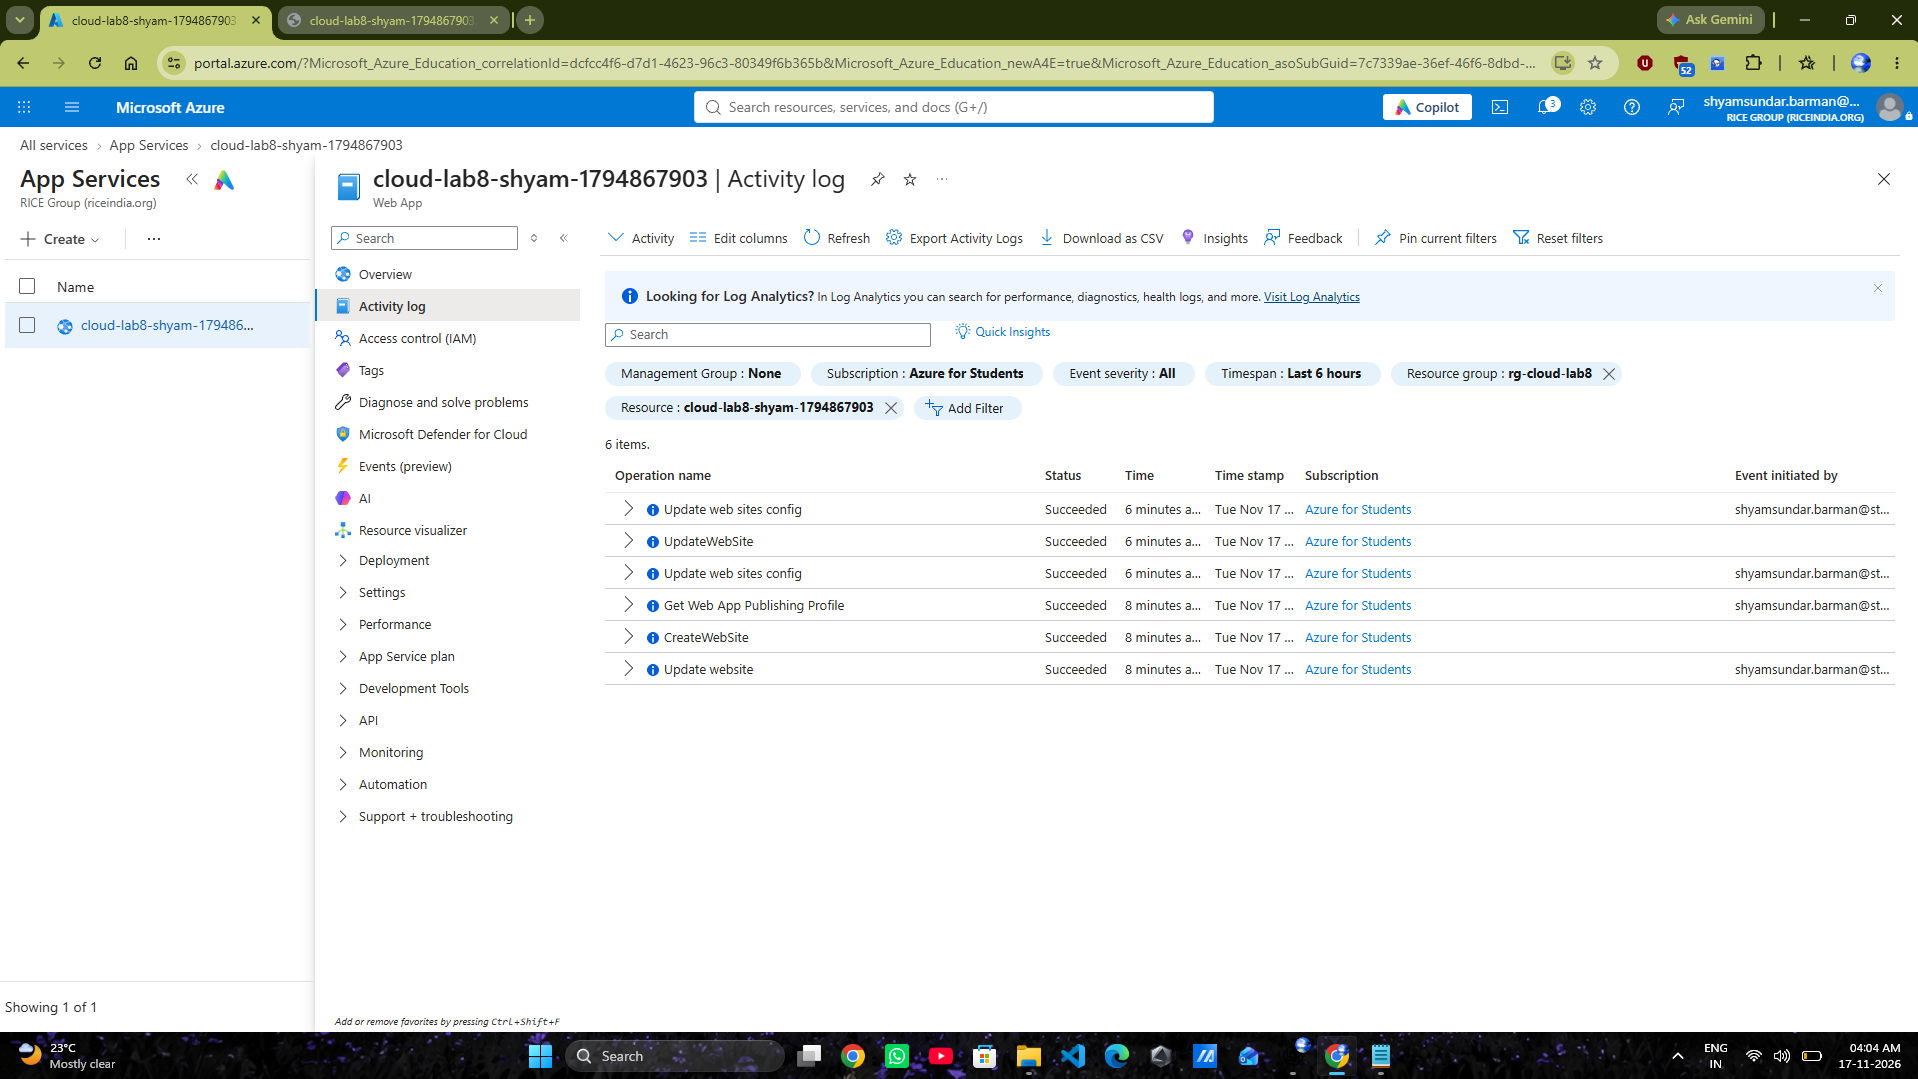 cloud-lab8-shyam-1794867903
cloud-lab8-shyam-1794867903
Ask Gemini
portal.azure.com/?Microsoft_Azure_Education_correlationId=dcfcc4f6-d7d1-4623-96c3-80349f6b365b&Microsoft_Azure_Education_newA4E=true&Microsoft_Azure_Education_asoSubGuid=7c7339ae-36ef-46f6-8dbd-...
52
Microsoft Azure
Search resources, services, and docs (G+/)
Copilot
3
shyamsundar.barman@...
RICE GROUP (RICEINDIA.ORG)
All services > App Services > cloud-lab8-shyam-1794867903
App Services
RICE Group (riceindia.org)
Create
...
Name
cloud-lab8-shyam-179486...
Showing 1 of 1
cloud-lab8-shyam-1794867903 | Activity log
...
Web App
Search
Overview
Activity log
Access control (IAM)
Tags
Diagnose and solve problems
Microsoft Defender for Cloud
Events (preview)
AI
Resource visualizer
Deployment
Settings
Performance
App Service plan
Development Tools
API
Monitoring
Automation
Support + troubleshooting
Add or remove favorites by pressing Ctrl+Shift+F
Activity Edit columns Refresh Export Activity Logs Download as CSV Insights Feedback Pin current filters Reset filters
Looking for Log Analytics? In Log Analytics you can search for performance, diagnostics, health logs, and more. Visit Log Analytics
Search
Quick Insights
Management Group : None Subscription : Azure for Students Event severity : All Timespan : Last 6 hours Resource group : rg-cloud-lab8
Resource : cloud-lab8-shyam-1794867903 Add Filter
6 items.
Operation name Status Time Time stamp Subscription Event initiated by
Update web sites config Succeeded 6 minutes a... Tue Nov 17 ... Azure for Students shyamsundar.barman@st...
UpdateWebSite Succeeded 6 minutes a... Tue Nov 17 ... Azure for Students
Update web sites config Succeeded 6 minutes a... Tue Nov 17 ... Azure for Students shyamsundar.barman@st...
Get Web App Publishing Profile Succeeded 8 minutes a... Tue Nov 17 ... Azure for Students shyamsundar.barman@st...
CreateWebSite Succeeded 8 minutes a... Tue Nov 17 ... Azure for Students
Update website Succeeded 8 minutes a... Tue Nov 17 ... Azure for Students shyamsundar.barman@st...
23°C
Mostly clear
Search
ENG
IN
04:04 AM
17-11-2026